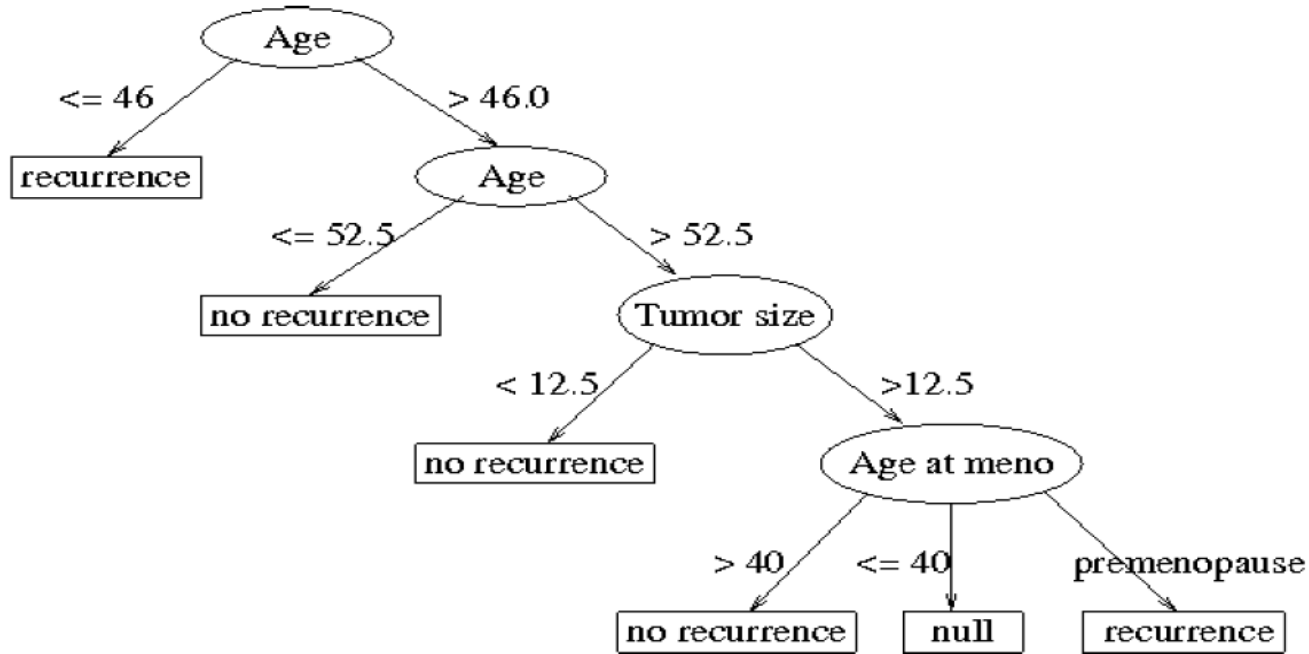 Age
<= 46
> 46.0
recurrence
Age
<= 52.5
> 52.5
no recurrence
Tumor size
< 12.5
>12.5
no recurrence
Age at meno
> 40
<= 40
premenopause
no recurrence
null
recurrence